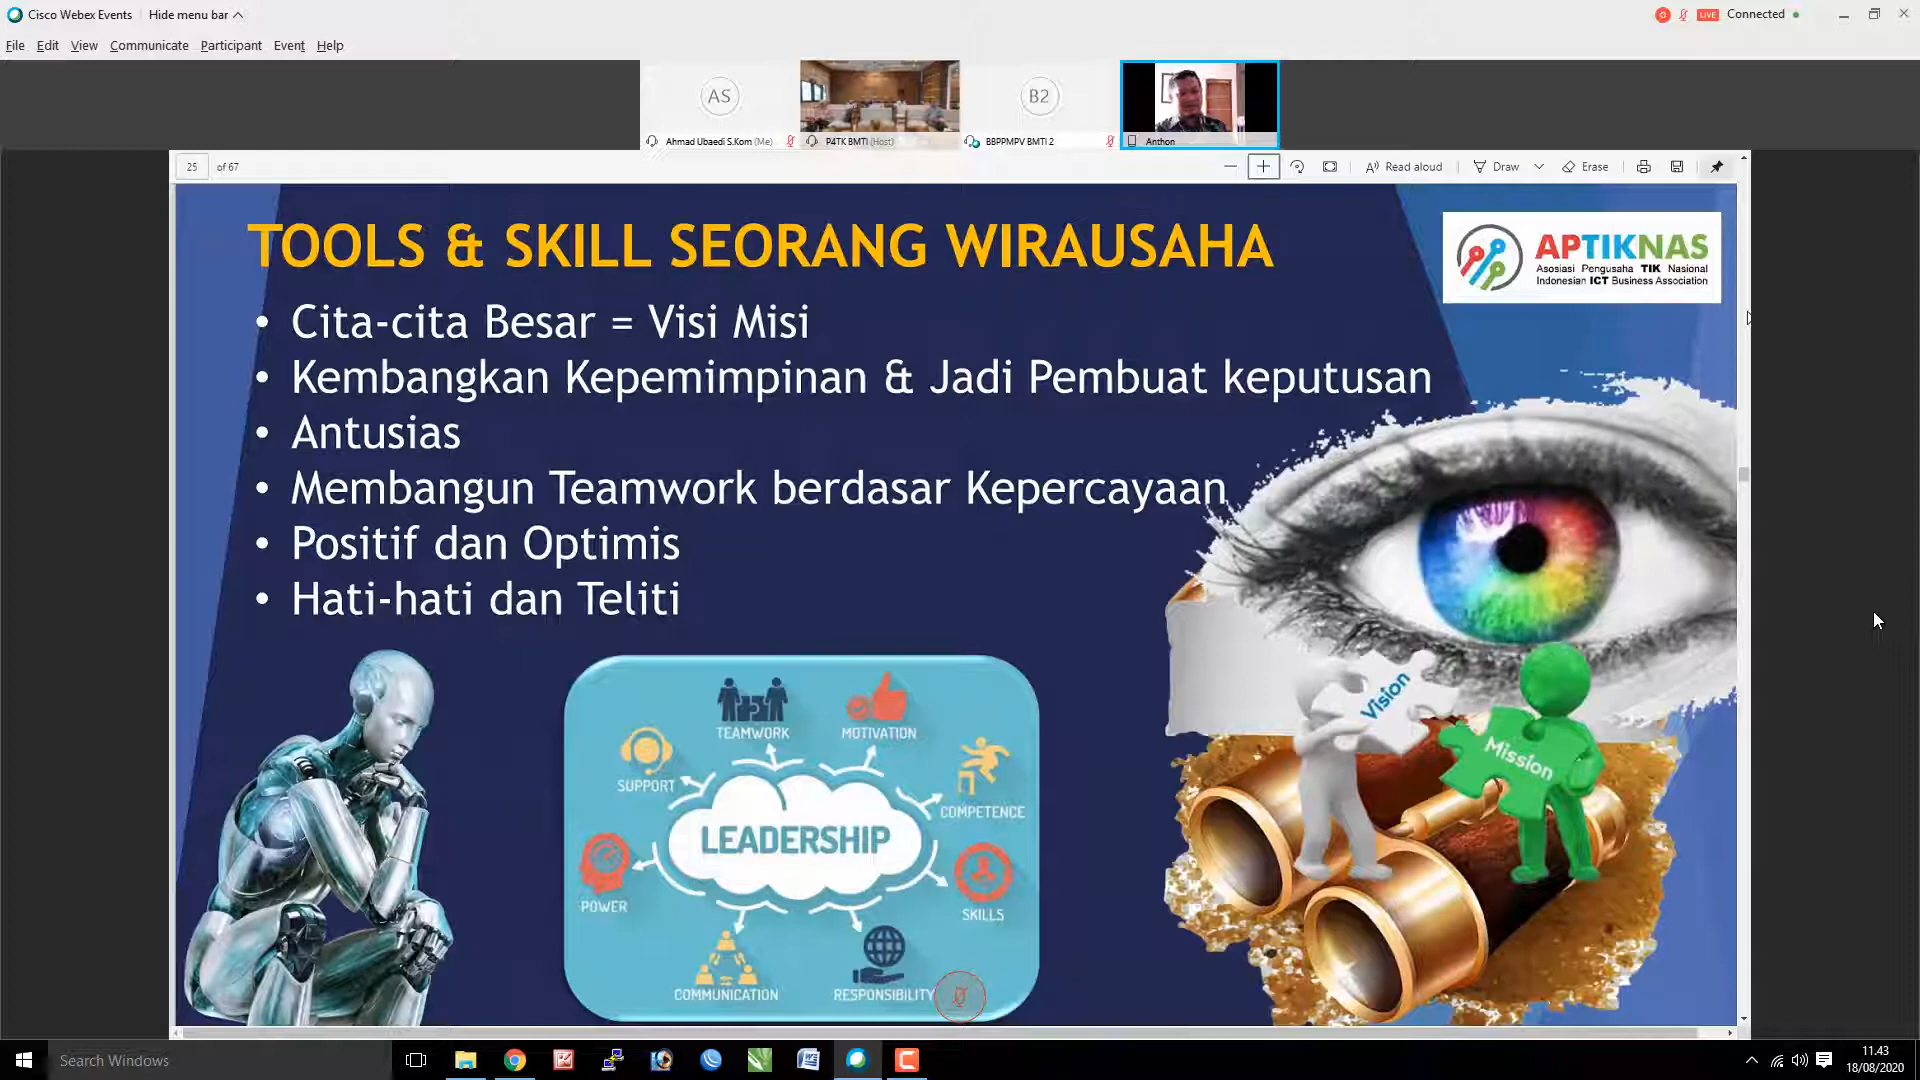 Cisco Webex Events
Hide menu bar
LIVE
Connected
File
Edit
View
Communicate
Participant
Event
Help
AS
B2
Ahmad Ubaedi S.Kom (Me)
P4TK BMTI (Host)
BBPPMPV BMTI 2
Anthon
25
of 67
Read aloud
Draw
Erase
TOOLS & SKILL SEORANG WIRAUSAHA
APTIKNAS
Asosiasi Pengusaha TIK Nasional
Indonesian ICT Business Association
• Cita-cita Besar = Visi Misi
• Kembangkan Kepemimpinan & Jadi Pembuat keputusan
• Antusias
• Membangun Teamwork berdasar Kepercayaan
• Positif dan Optimis
• Hati-hati dan Teliti
TEAMWORK
MOTIVATION
SUPPORT
COMPETENCE
LEADERSHIP
POWER
SKILLS
COMMUNICATION
RESPONSIBILITY
Vision
Mission
Search Windows
11.43
18/08/2020